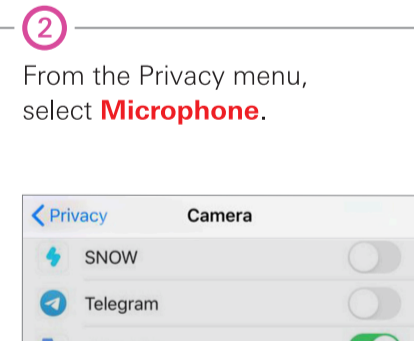 2
From the Privacy menu,
select Microphone.
Privacy Camera
SNOW
Telegram